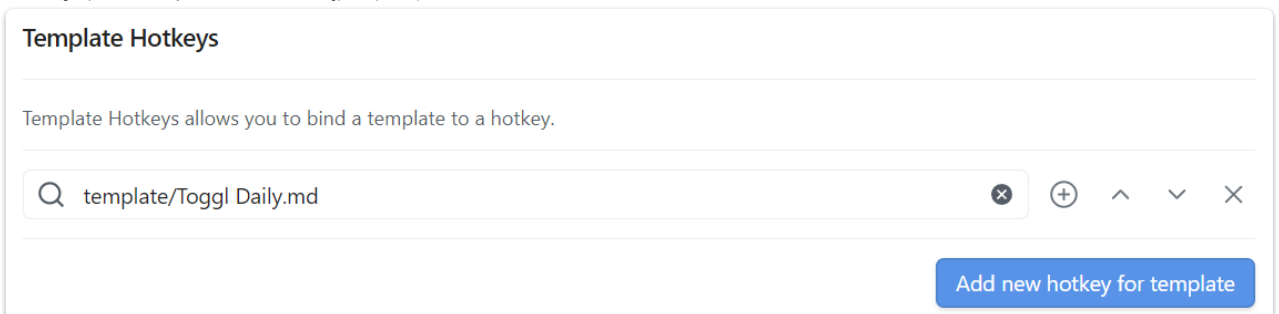 Template Hotkeys
Template Hotkeys allows you to bind a template to a hotkey.
template/Toggl Daily.md
Add new hotkey for template